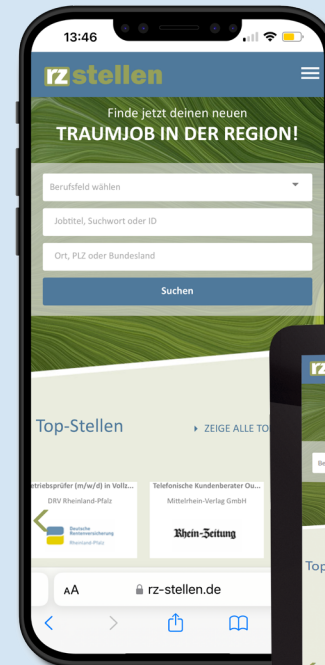 13:46
rz stellen
Finde jetzt deinen neuen
TRAUMJOB IN DER REGION!
Berufsfeld wählen
Jobtitel, Suchwort oder ID
Ort, PLZ oder Bundesland
Suchen
Top-Stellen
ZEIGE ALLE TO
etriebsprüfer (m/w/d) in Vollz...
DRV Rheinland-Pfalz
Deutsche
Rentenversicherung
Rheinland-Pfalz
Telefonische Kundenberater Ou...
Mittelrhein-Verlag GmbH
Rhein-Zeitung
AA
rz-stellen.de
rz
Be
Top